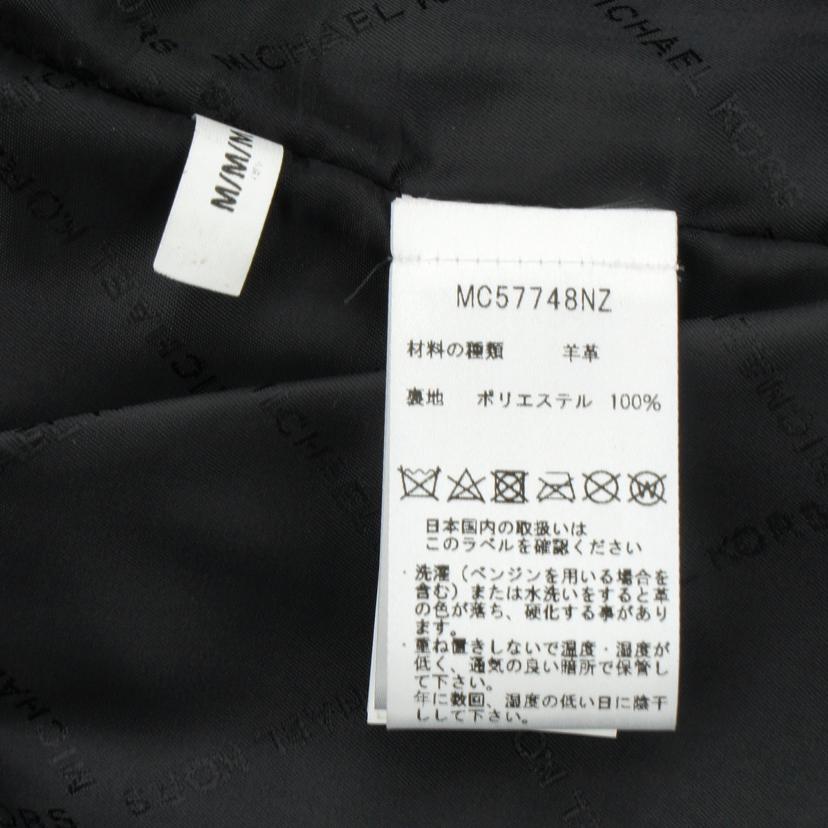 MICHAEL KORS
MICHAEL KORS
M/M/M
MC57748NZ
材料の種類 羊革
裏地 ポリエステル 100%
日本国内の取扱いは
このラベルを確認ください
・洗濯（ベンジンを用いる場合を
含む）または水洗いをすると革
の色が落ち、硬化する事があり
ます。
・重ね置きしないで温度・湿度が
低く、通気の良い暗所で保管し
て下さい。
年に数回、湿度の低い日に陰干
ししして下さい。